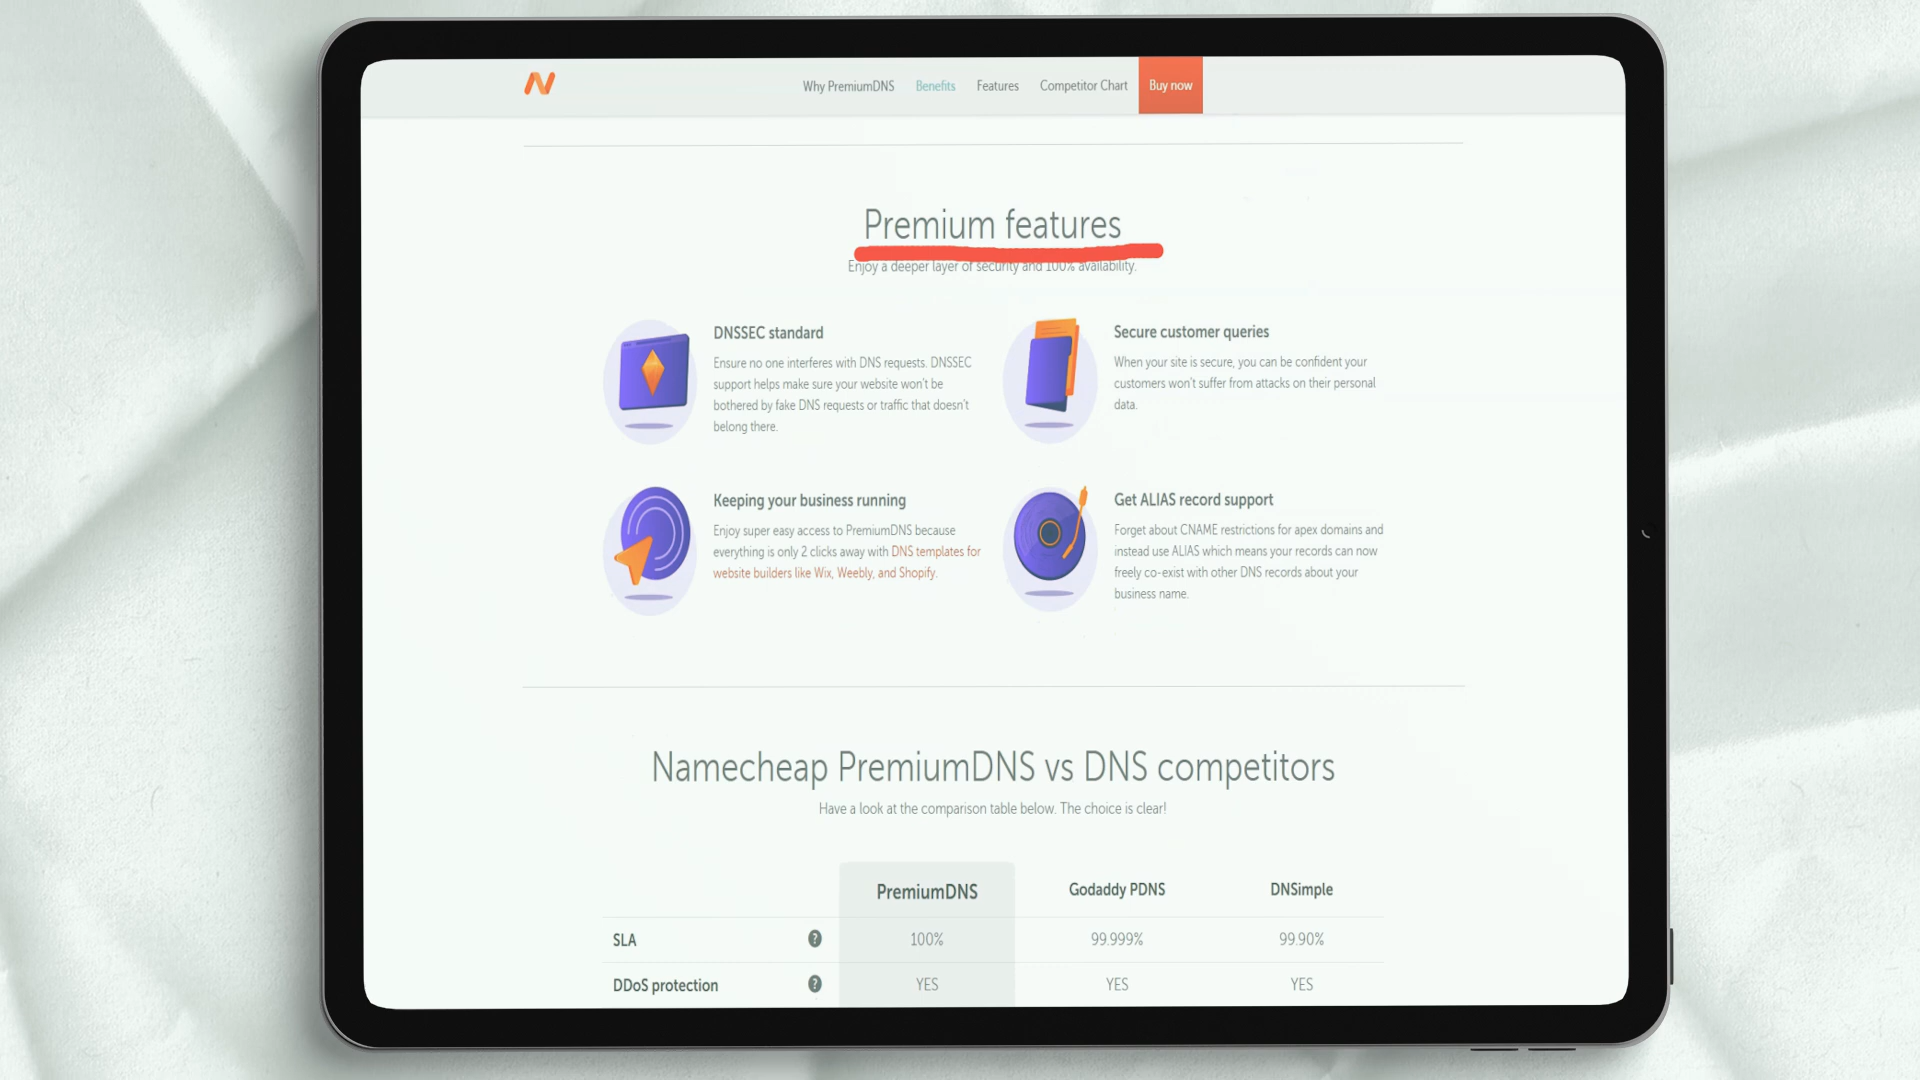 Why PremiumDNS Benefits Features Competitor Chart Buy now
Premium features
Enjoy a deeper layer of security and 100% availability.
DNSSEC standard
Ensure no one interferes with DNS requests. DNSSEC
support helps make sure your website won't be
bothered by fake DNS requests or traffic that doesn't
belong there.
Secure customer queries
When your site is secure, you can be confident your
customers won't suffer from attacks on their personal
data.
Keeping your business running
Enjoy super easy access to PremiumDNS because
everything is only 2 clicks away with DNS templates for
website builders like Wix, Weebly, and Shopify.
Get ALIAS record support
Forget about CNAME restrictions for apex domains and
instead use ALIAS which means your records can now
freely co-exist with other DNS records about your
business name.
Namecheap PremiumDNS vs DNS competitors
Have a look at the comparison table below. The choice is clear!
PremiumDNS Godaddy PDNS DNSimple
SLA ? 100% 99.999% 99.90%
DDoS protection ? YES YES YES